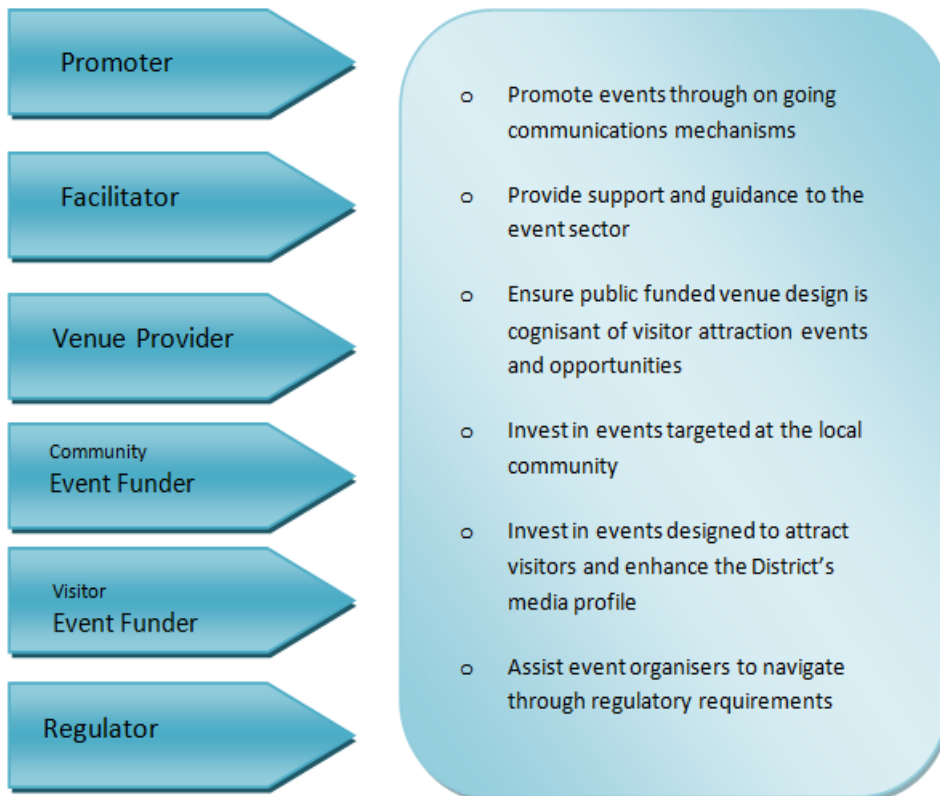 Promoter
Facilitator
Venue Provider
Community
Event Funder
Visitor
Event Funder
Regulator
o Promote events through on going
communications mechanisms
o Provide support and guidance to the
event sector
o Ensure public funded venue design is
cognisant of visitor attraction events
and opportunities
o Invest in events targeted at the local
community
o Invest in events designed to attract
visitors and enhance the District’s
media profile
o Assist event organisers to navigate
through regulatory requirements